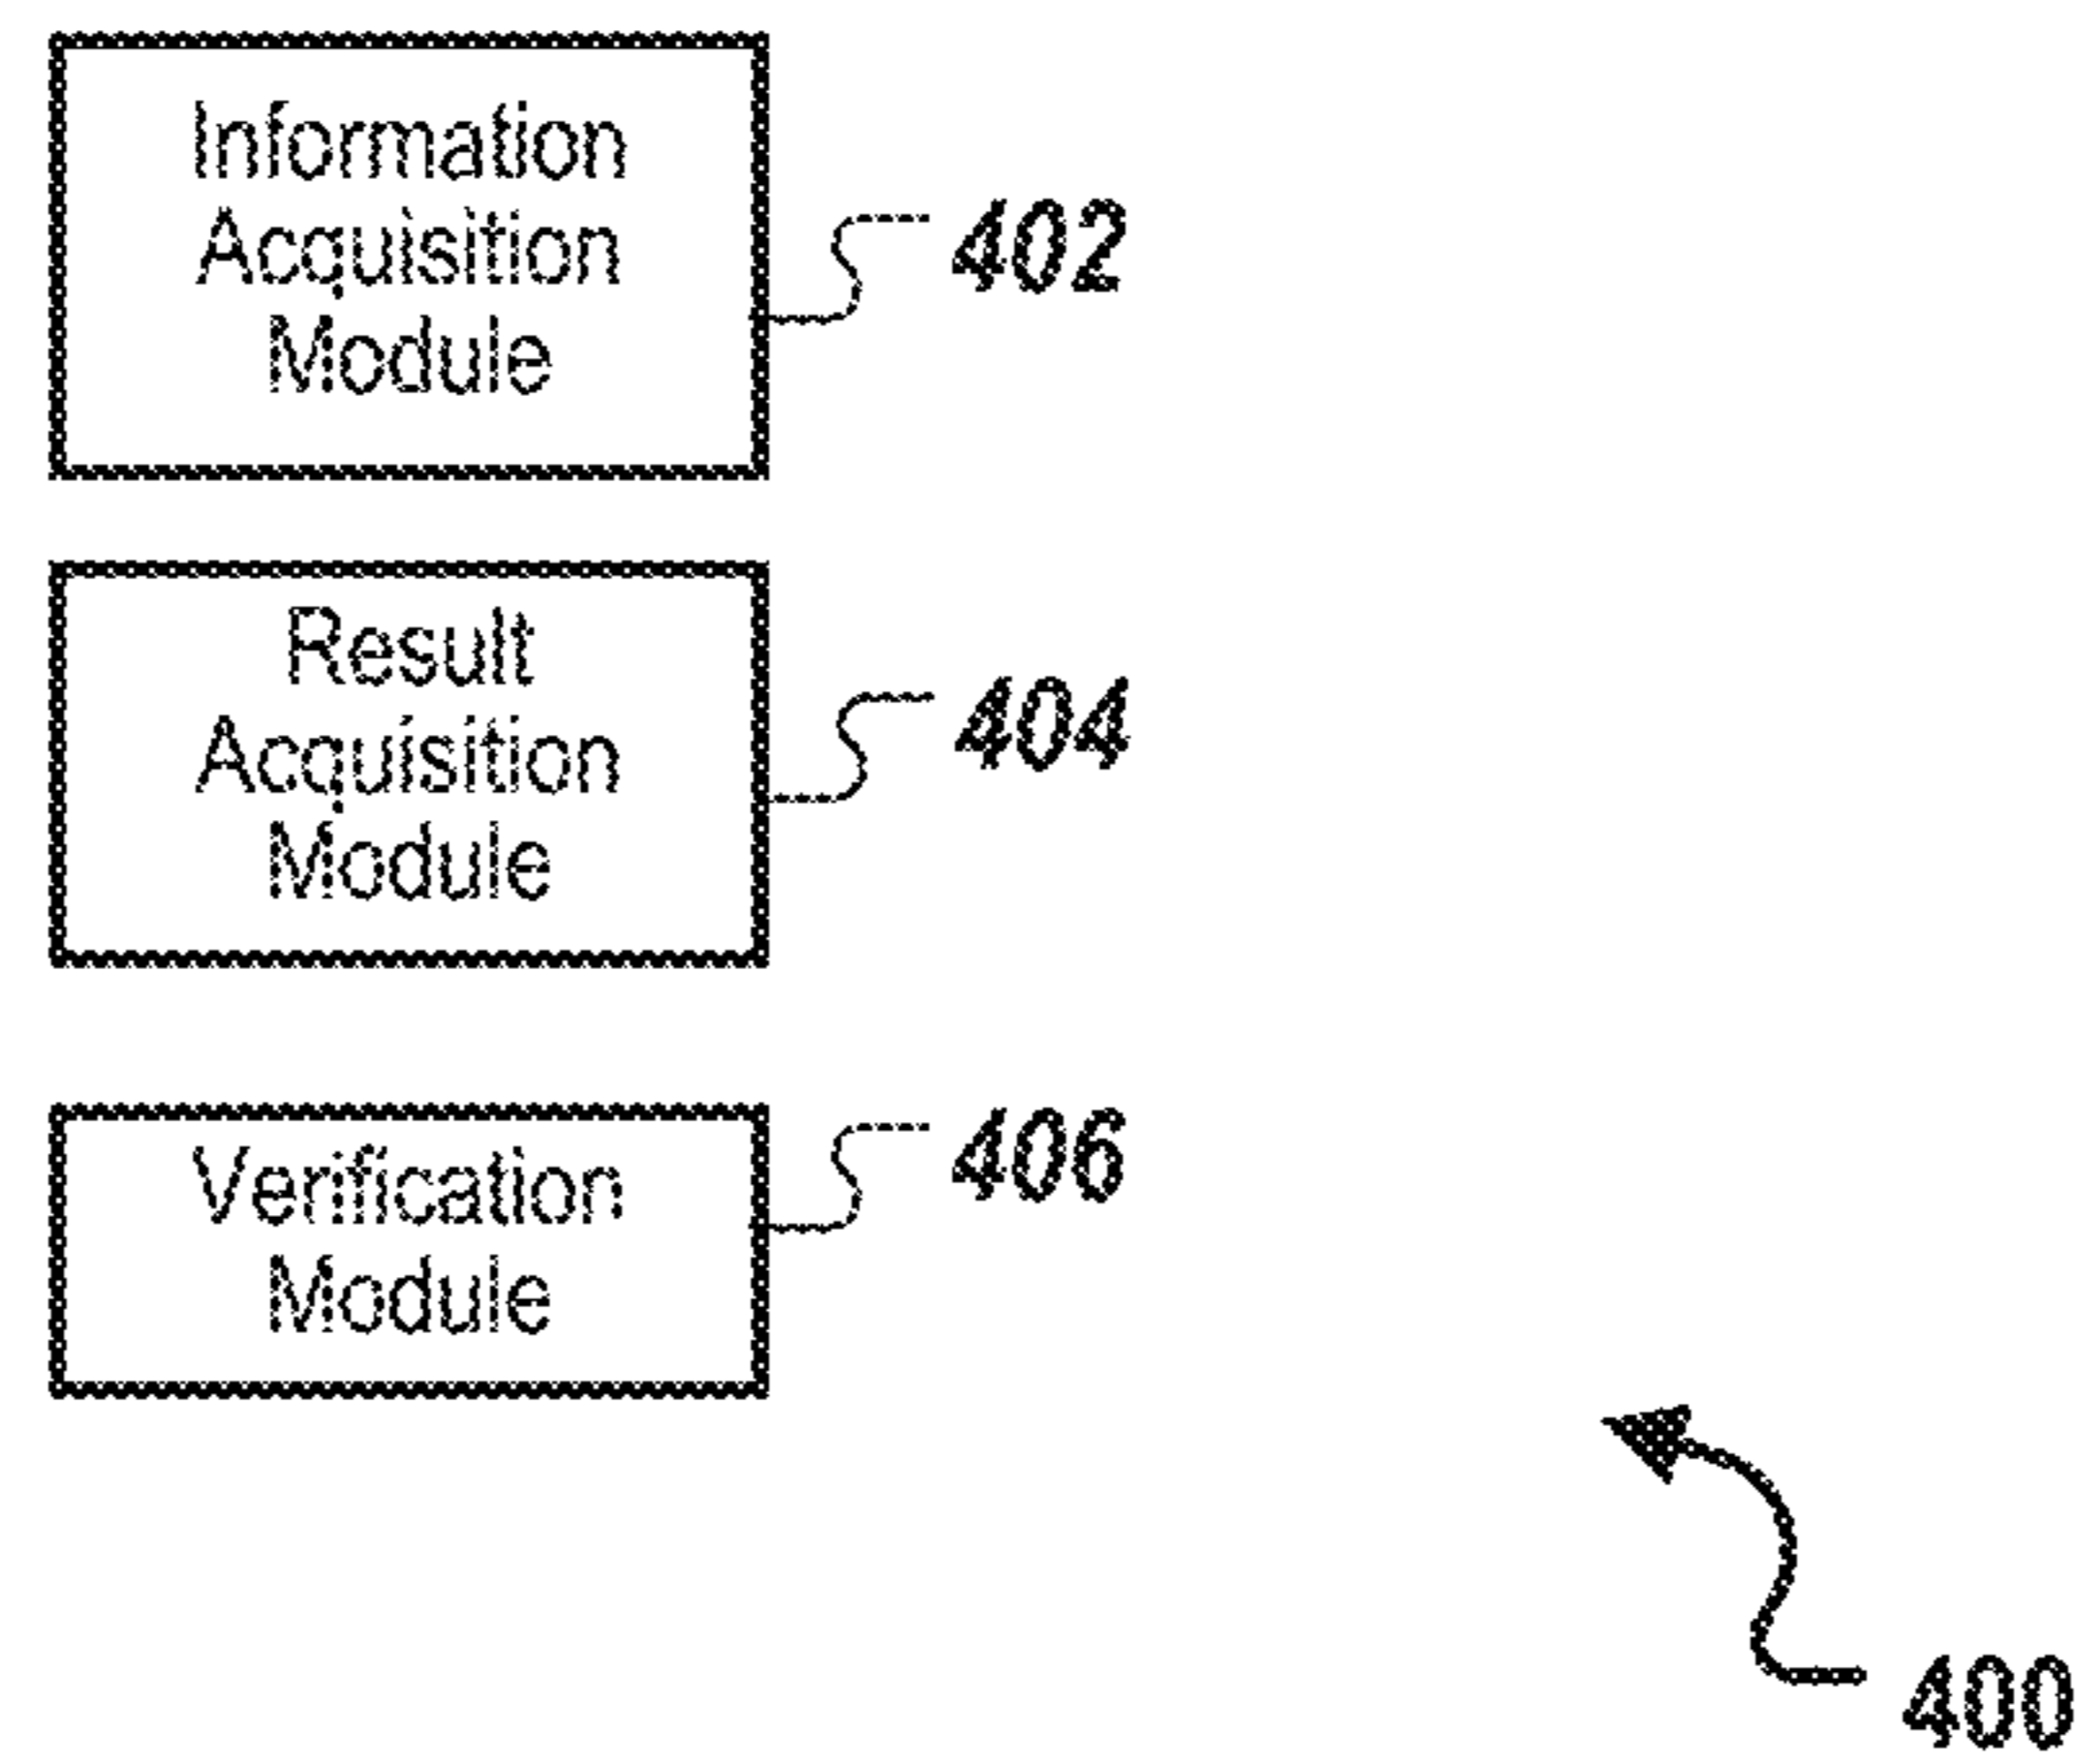 Information
Acquisition
Module
402
Result
Acquisition
Module
404
Verification
Module
406
400